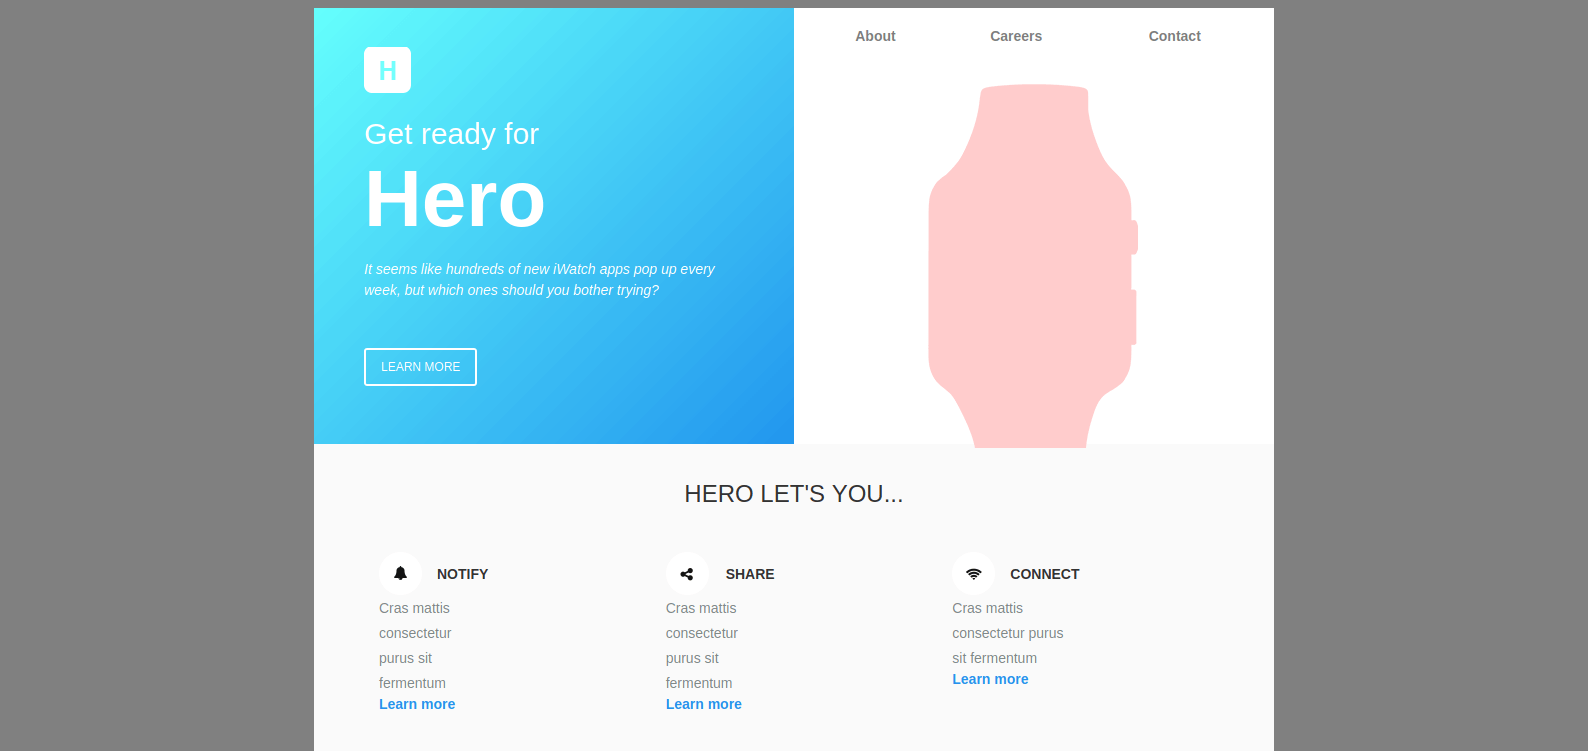 About Careers Contact
H
Get ready for
Hero
It seems like hundreds of new iWatch apps pop up every
week, but which ones should you bother trying?
LEARN MORE
HERO LET'S YOU...
NOTIFY
Cras mattis
consectetur
purus sit
fermentum
Learn more
SHARE
Cras mattis
consectetur
purus sit
fermentum
Learn more
CONNECT
Cras mattis
consectetur purus
sit fermentum
Learn more